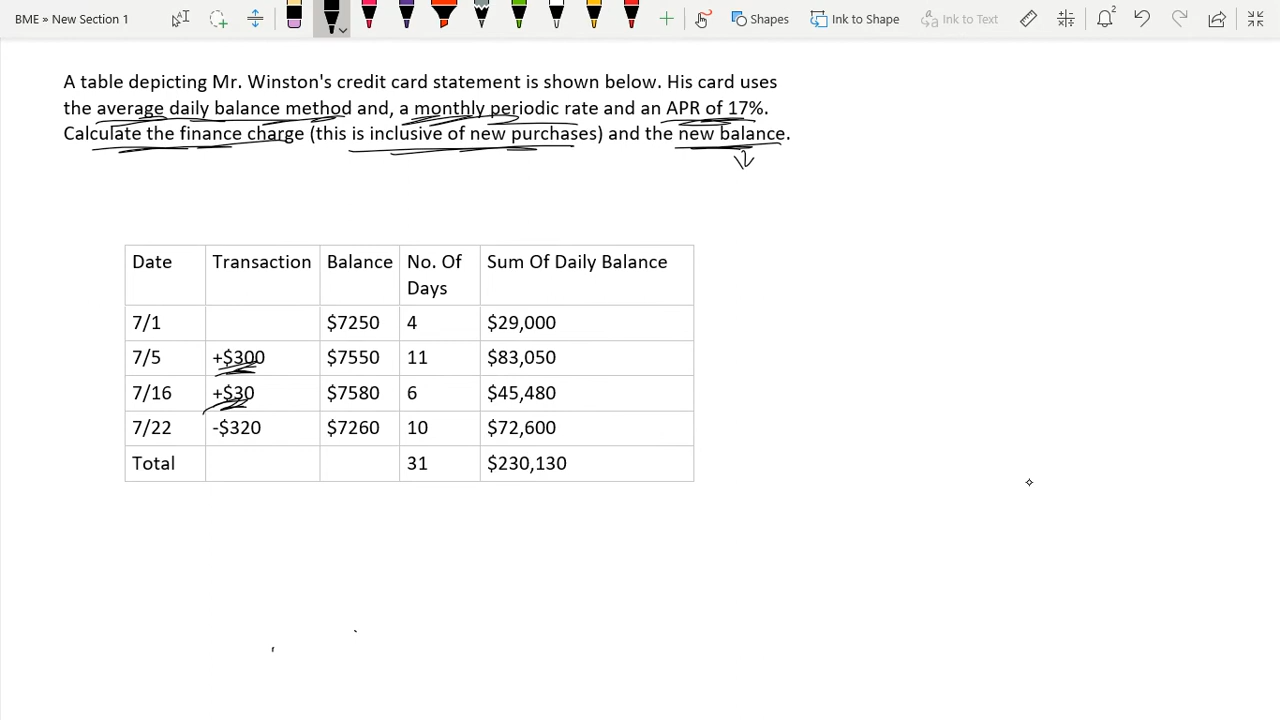 BME » New Section 1
Shapes
Ink to Shape
Ink to Text
2
A table depicting Mr. Winston's credit card statement is shown below. His card uses
the average daily balance method and, a monthly periodic rate and an APR of 17%.
Calculate the finance charge (this is inclusive of new purchases) and the new balance.
Date Transaction Balance No. Of Days Sum Of Daily Balance
7/1 $7250 4 $29,000
7/5 +$300 $7550 11 $83,050
7/16 +$30 $7580 6 $45,480
7/22 -$320 $7260 10 $72,600
Total 31 $230,130